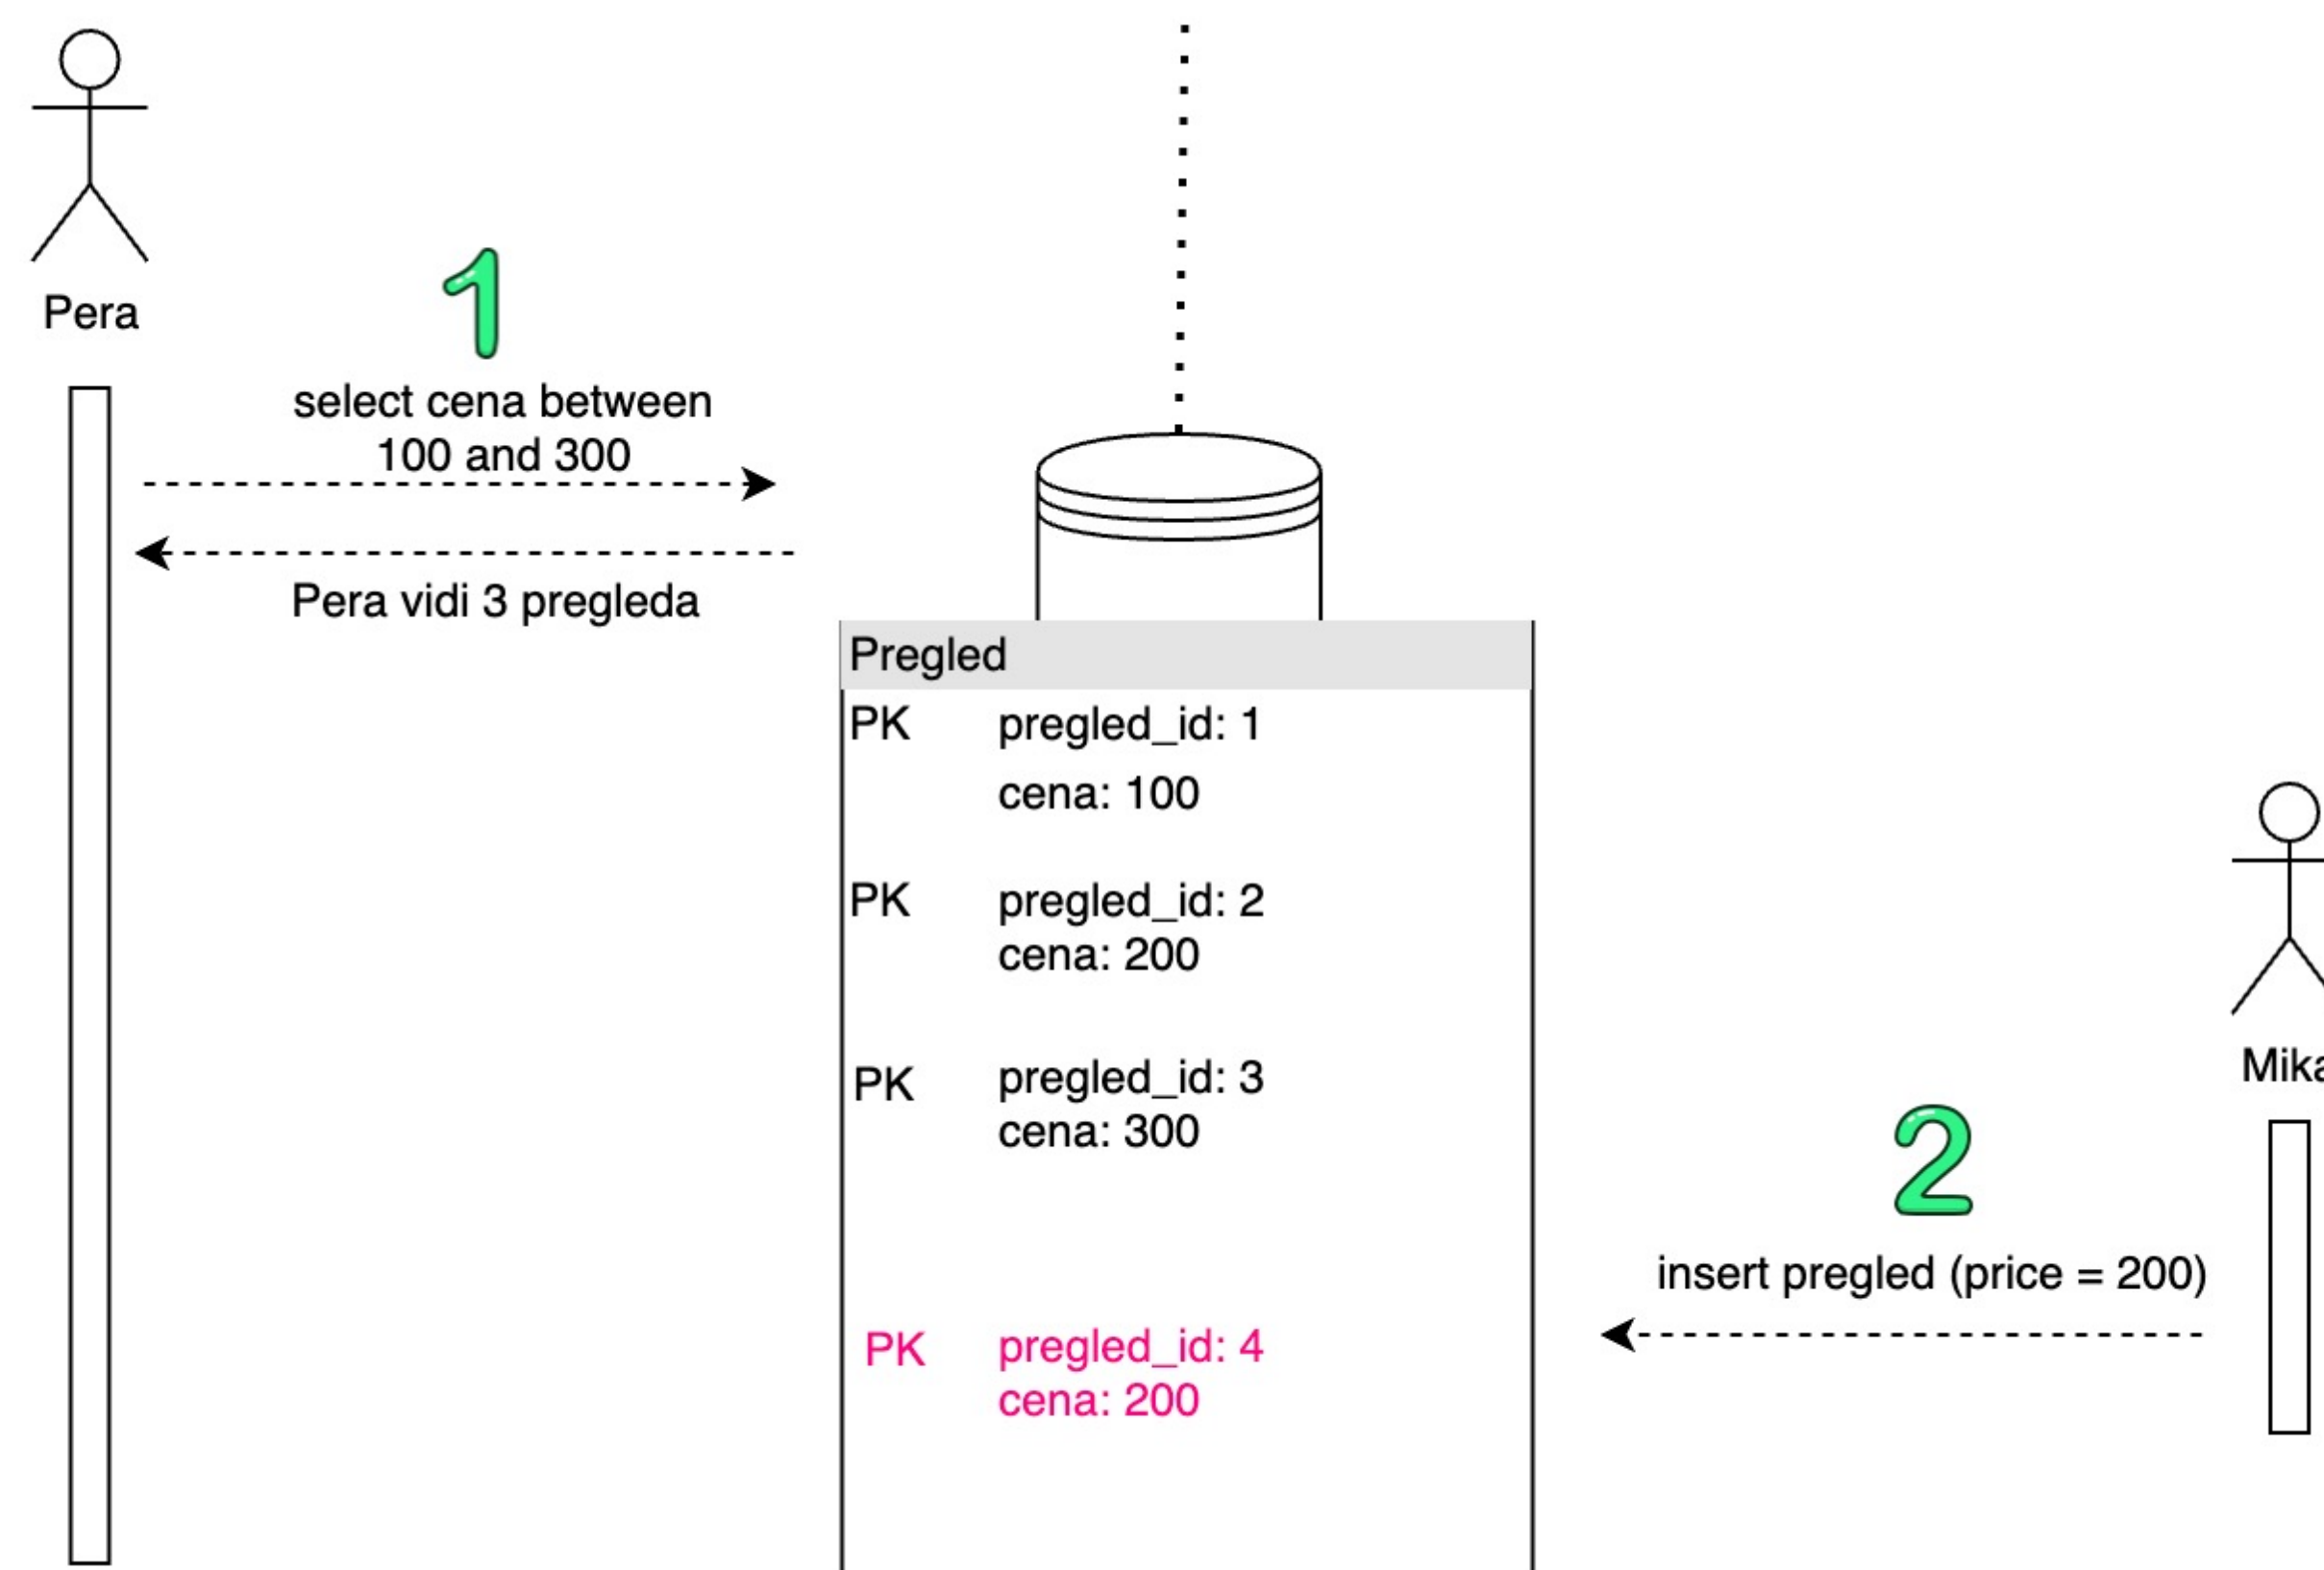 Pera
1
select cena between
100 and 300
Pera vidi 3 pregleda
Pregled
PK pregled_id: 1
cena: 100
PK pregled_id: 2
cena: 200
PK pregled_id: 3
cena: 300
Mika
2
insert pregled (price = 200)
PK pregled_id: 4
cena: 200